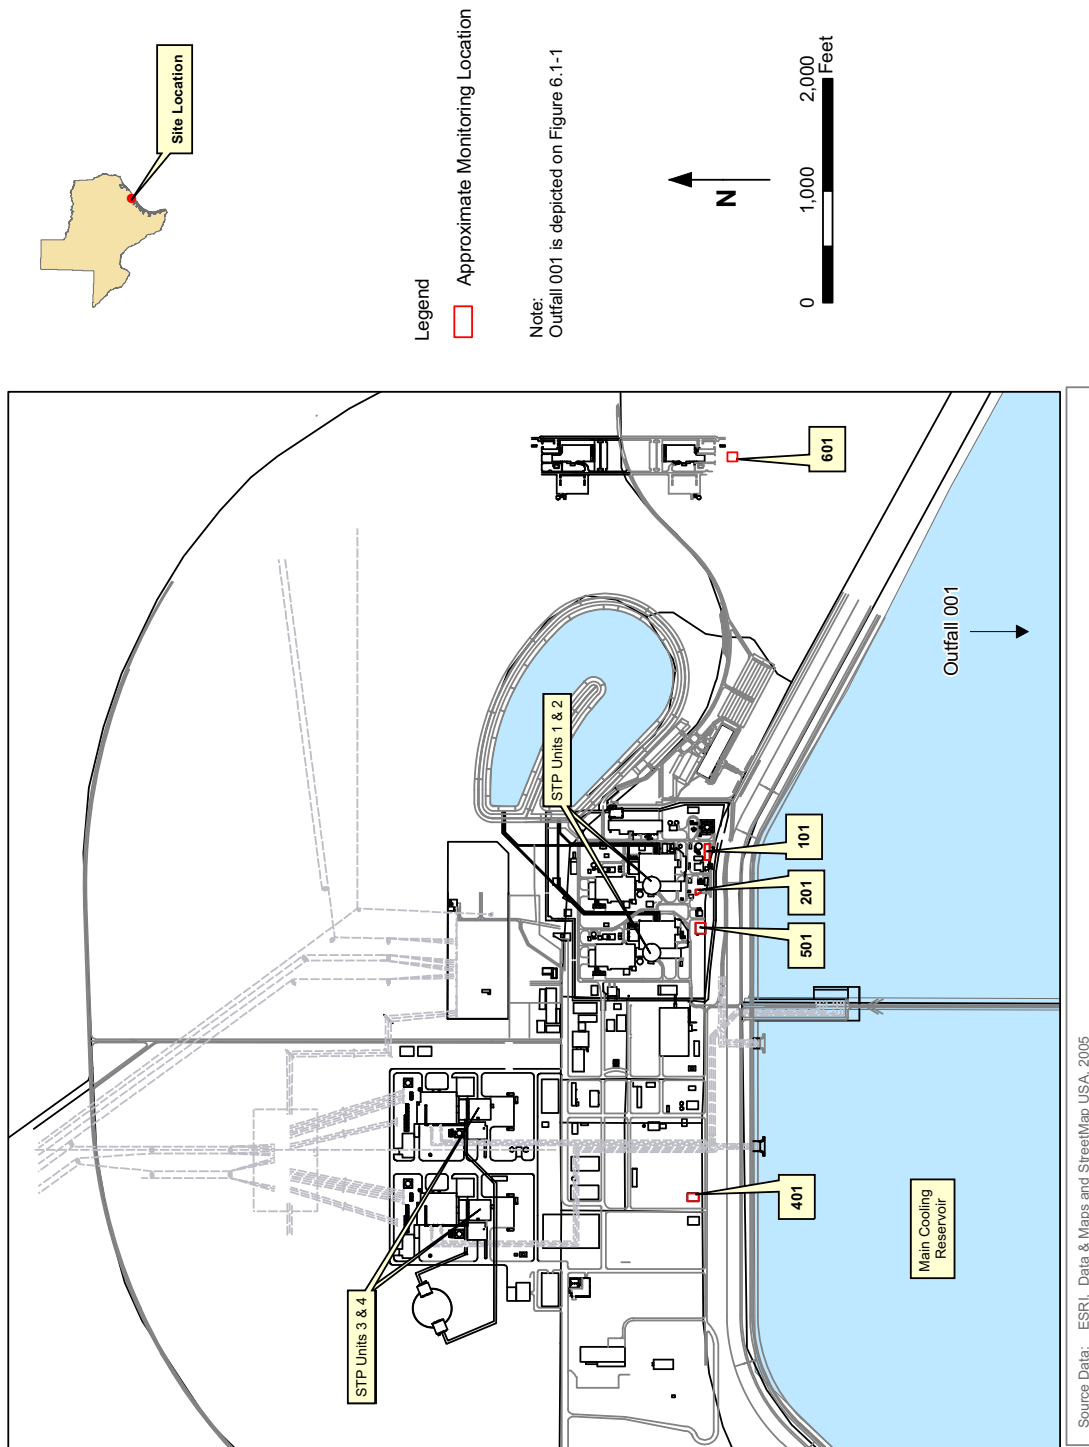 Site Location
Legend
Approximate Monitoring Location
Note:
Outfall 001 is depicted on Figure 6.1-1
N
0 1,000 2,000
Feet
STP Units 3 & 4
STP Units 1 & 2
401
501
201
101
601
Main Cooling
Reservoir
Outfall 001
Source Data: ESRI, Data & Maps and StreetMap USA, 2005